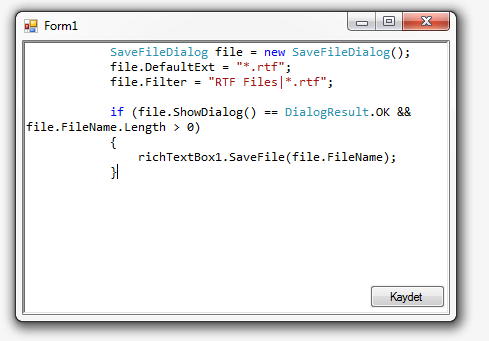 Form1
SaveFileDialog file = new SaveFileDialog();
file.DefaultExt = "*.rtf";
file.Filter = "RTF Files|*.rtf";
if (file.ShowDialog() == DialogResult.OK &&
file.FileName.Length > 0)
{
richTextBox1.SaveFile(file.FileName);
}
Kaydet